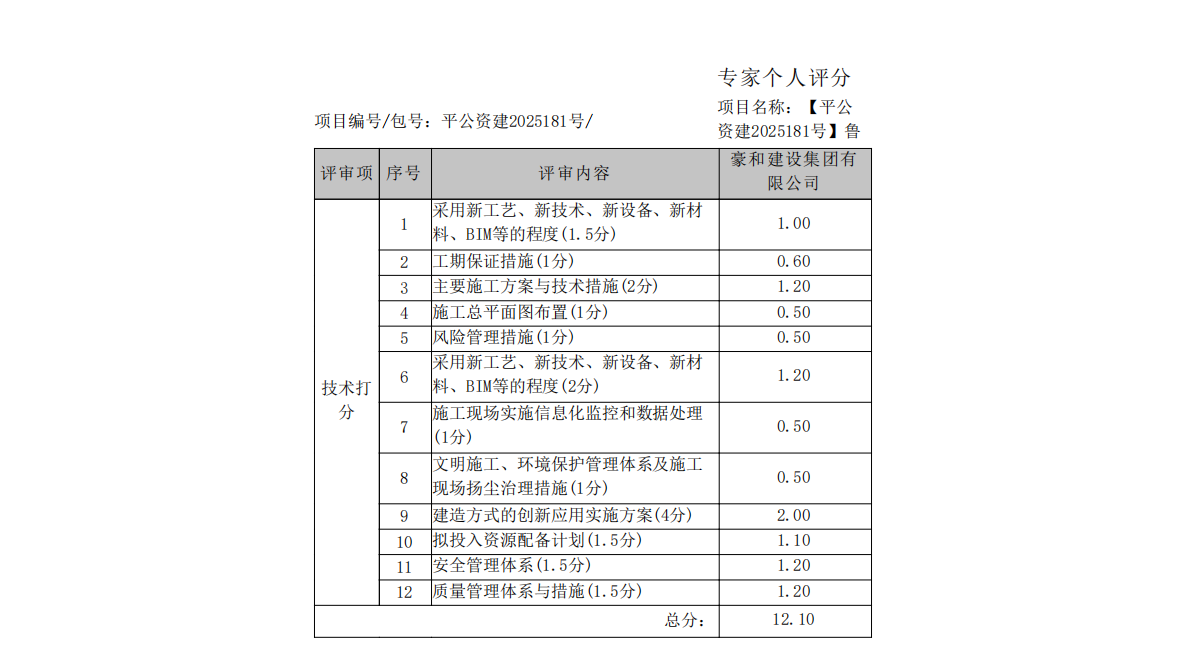 专家个人评分
项目编号/包号: 平公资建2025181号/
项目名称: 【平公
资建2025181号】鲁
评审项 序号 评审内容 豪和建设集团有
限公司
技术打
分
1 采用新工艺、新技术、新设备、新材
料、BIM等的程度(1.5分) 1.00
2 工期保证措施(1分) 0.60
3 主要施工方案与技术措施(2分) 1.20
4 施工总平面图布置(1分) 0.50
5 风险管理措施(1分) 0.50
6 采用新工艺、新技术、新设备、新材
料、BIM等的程度(2分) 1.20
7 施工现场实施信息化监控和数据处理
(1分) 0.50
8 文明施工、环境保护管理体系及施工
现场扬尘治理措施(1分) 0.50
9 建造方式的创新应用实施方案(4分) 2.00
10 拟投入资源配备计划(1.5分) 1.10
11 安全管理体系(1.5分) 1.20
12 质量管理体系与措施(1.5分) 1.20
总分: 12.10